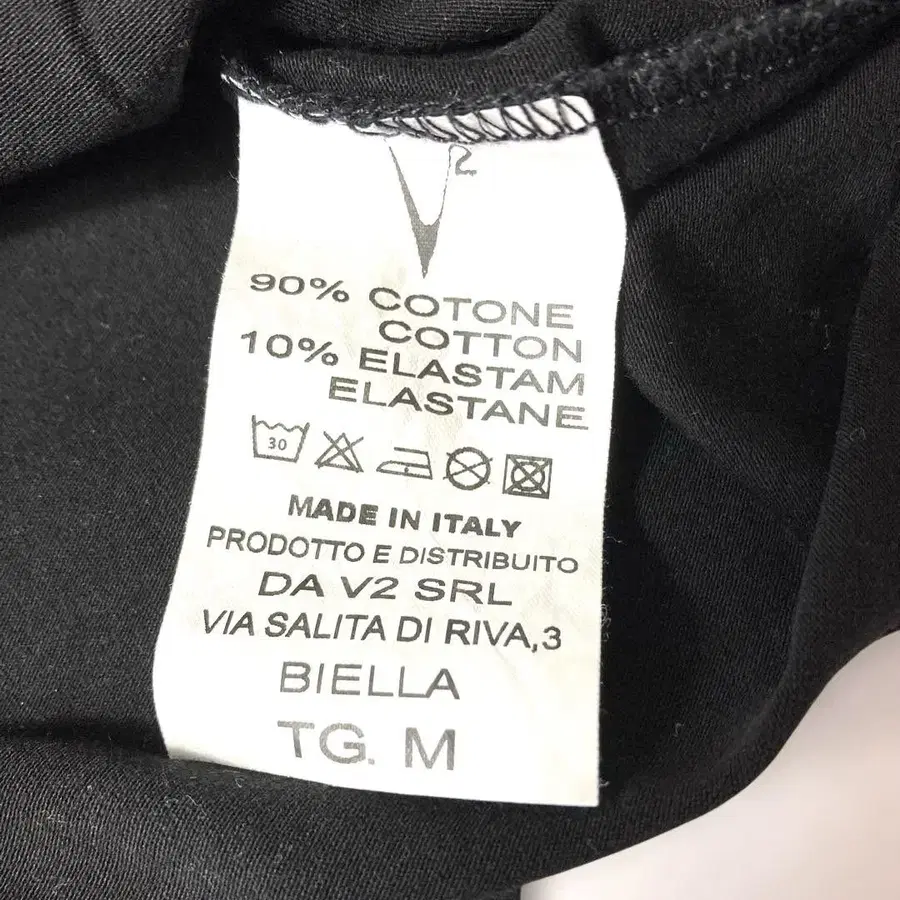 V2
90% COTONE
COTTON
10% ELASTAM
ELASTANE
30
MADE IN ITALY
PRODOTTO E DISTRIBUITO
DA V2 SRL
VIA SALITA DI RIVA,3
BIELLA
TG. M